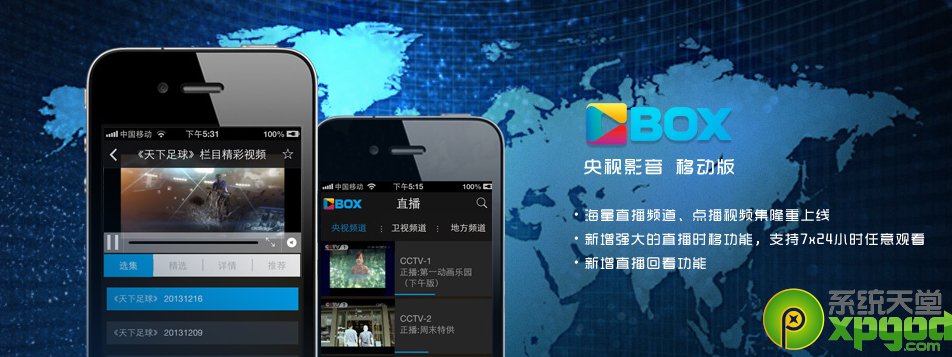 中国移动 下午5:31 100%
《天下足球》栏目精彩视频
选集 精选 详情 推荐
《天下足球》 20131216
《天下足球》 20131209
中国移动 下午5:15 100%
BOX 直播
央视频道 卫视频道 地方频道
CCTV-1
正播:第一动画乐园
(下午版)
CCTV-2
正播:周末特供
BOX
央视影音 移动版
· 海量直播频道、点播视频集隆重上线
· 新增强大的直播时移功能，支持7x24小时任意观看
· 新增直播回看功能
系统天堂
xpgod
.com